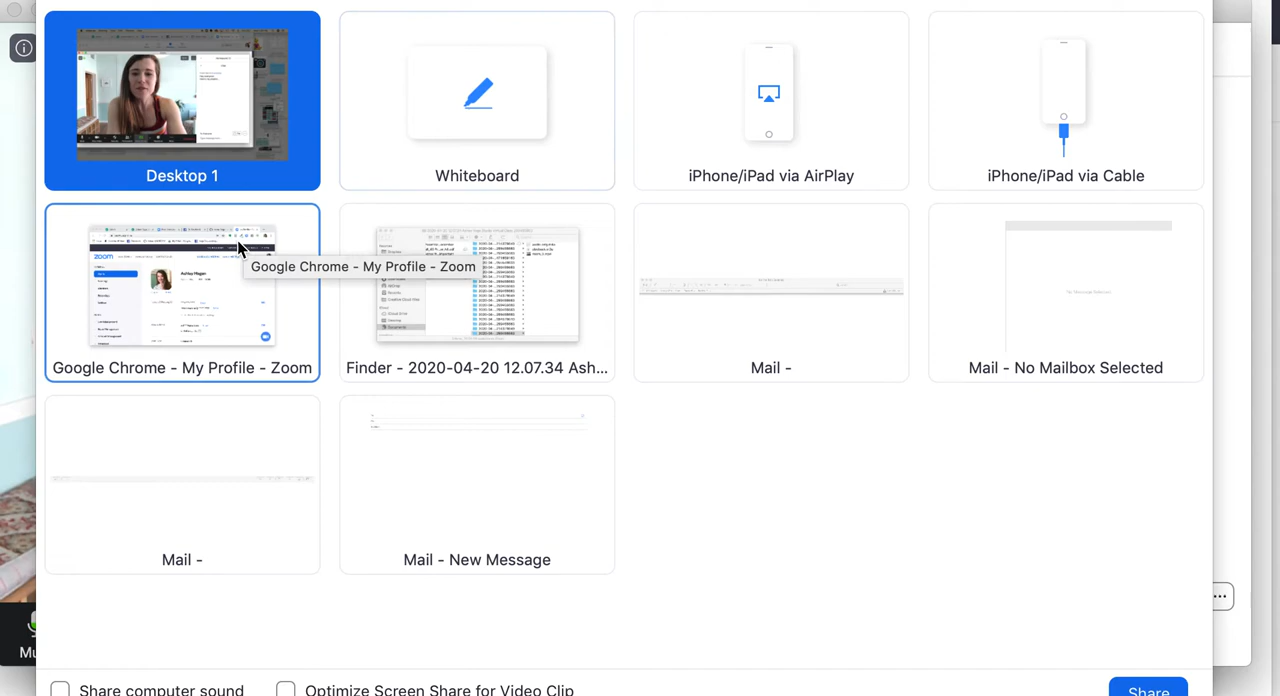 Desktop 1
Whiteboard
iPhone/iPad via AirPlay
iPhone/iPad via Cable
zoom
Google Chrome - My Profile - Zoom
Google Chrome - My Profile - Zoom
Finder - 2020-04-20 12.07.34 Ash...
Mail -
Mail - No Mailbox Selected
Mail -
Mail - New Message
Mu
Share computer sound
Optimize Screen Share for Video Clip
Share